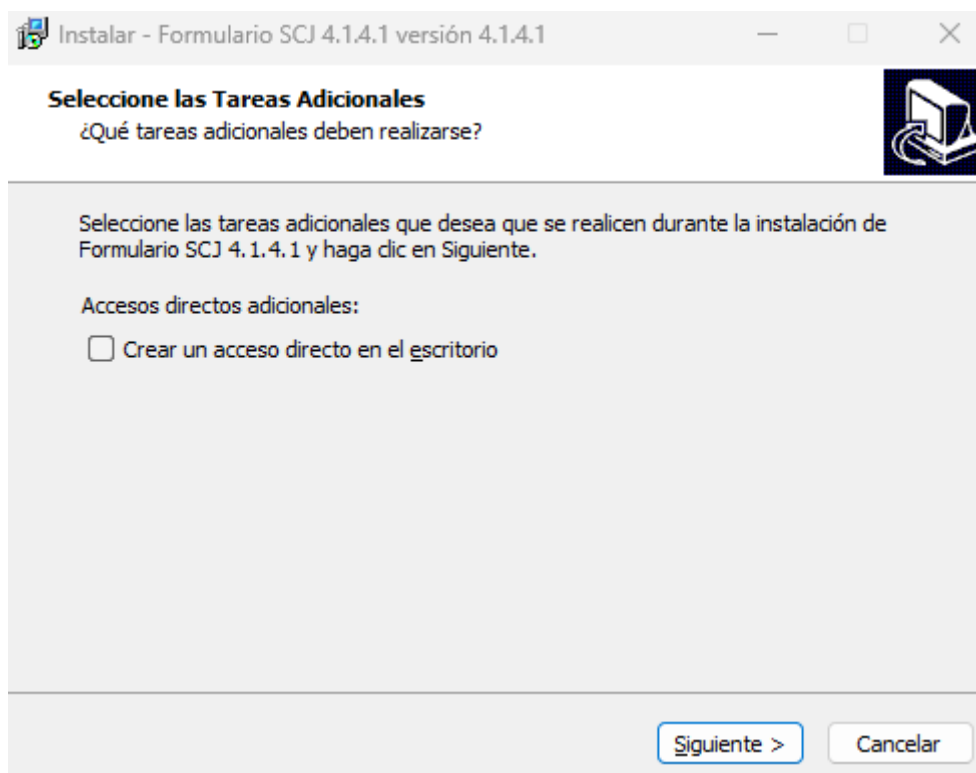 Instalar - Formulario SCJ 4.1.4.1 versión 4.1.4.1
Seleccione las Tareas Adicionales
¿Qué tareas adicionales deben realizarse?
Seleccione las tareas adicionales que desea que se realicen durante la instalación de
Formulario SCJ 4.1.4.1 y haga clic en Siguiente.
Accesos directos adicionales:
Crear un acceso directo en el escritorio
Siguiente >
Cancelar